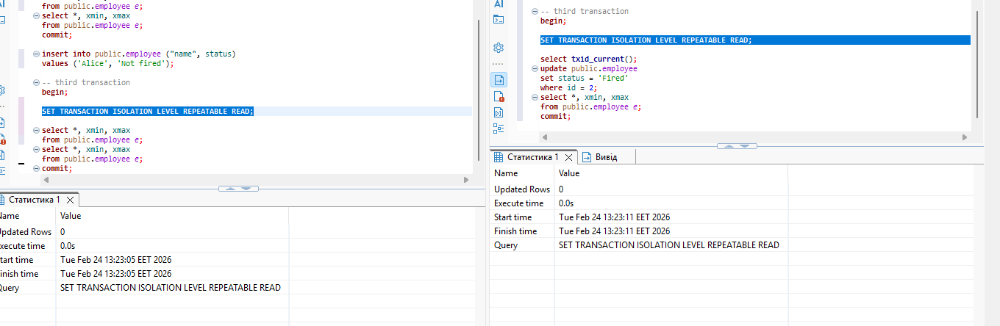 from public.employee e;
select *, xmin, xmax
from public.employee e;
commit;
insert into public.employee ("name", status)
values ('Alice', 'Not fired');
-- third transaction
begin;
SET TRANSACTION ISOLATION LEVEL REPEATABLE READ;
select *, xmin, xmax
from public.employee e;
select *, xmin, xmax
from public.employee e;
commit;
Статистика 1
Name Value
Updated Rows 0
Execute time 0.0s
Start time Tue Feb 24 13:23:05 EET 2026
Finish time Tue Feb 24 13:23:05 EET 2026
Query SET TRANSACTION ISOLATION LEVEL REPEATABLE READ
AI
-- third transaction
begin;
SET TRANSACTION ISOLATION LEVEL REPEATABLE READ;
select txid_current();
update public.employee
set status = 'Fired'
where id = 2;
select *, xmin, xmax
from public.employee e;
commit;
Статистика 1 Вивід
Name Value
Updated Rows 0
Execute time 0.0s
Start time Tue Feb 24 13:23:11 EET 2026
Finish time Tue Feb 24 13:23:11 EET 2026
Query SET TRANSACTION ISOLATION LEVEL REPEATABLE READ